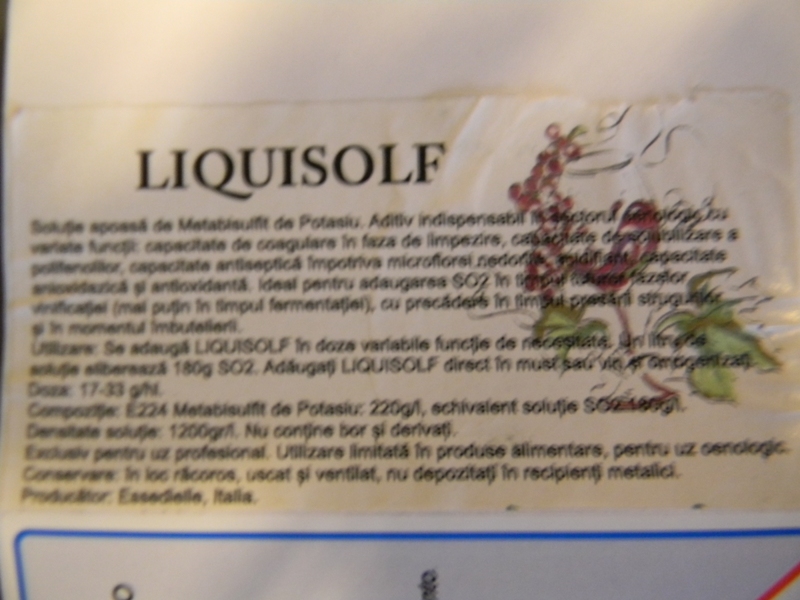 LIQUISOLF
Soluție apoasă de Metabisulfit de Potasiu. Aditiv indispensabil în sectorul oenologic cu
variate funcții: capacitate de coagulare în faza de limpezire, capacitate de solubilizare a
polifenolilor, capacitate antiseptică împotriva microflorei nedorite, acidifiant, capacitate
antioxidazică și antioxidantă. Ideal pentru adaugarea SO2 în timpul tuturor fazelor
vinificației (mai puțin în timpul fermentației), cu precădere în timpul presării strugurilor
și în momentul îmbutelierii.
Utilizare: Se adaugă LIQUISOLF în doze variabile funcție de necesitate. Un litru de
soluție eliberează 180g SO2. Adăugați LIQUISOLF direct în must sau vin și omogenizați.
Doza: 17-33 g/hl.
Compoziție: E224 Metabisulfit de Potasiu: 220g/l, echivalent soluție SO2 180g/l.
Densitate soluție: 1200gr/l. Nu conține bor și derivați.
Exclusiv pentru uz profesional. Utilizare limitată în produse alimentare, pentru uz oenologic.
Conservare: în loc răcoros, uscat și ventilat, nu depozitați în recipienți metalici.
Producător: Essedielle, Italia.